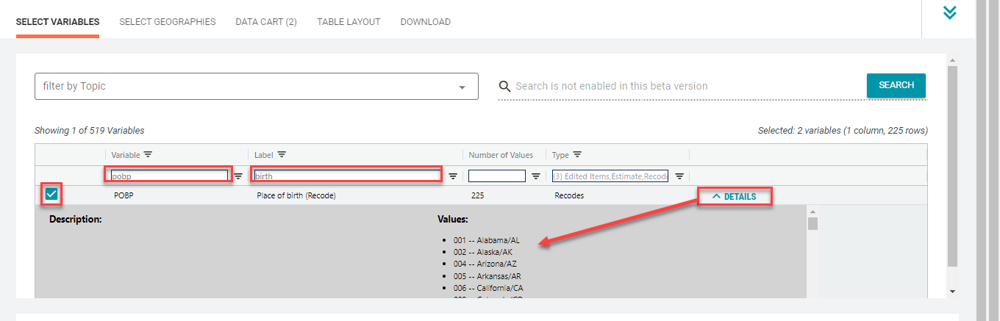 SELECT VARIABLES SELECT GEOGRAPHIES DATA CART (2) TABLE LAYOUT DOWNLOAD
filter by Topic
Search is not enabled in this beta version SEARCH
Showing 1 of 519 Variables Selected: 2 variables (1 column, 225 rows)
Variable Label Number of Values Type
pobp birth (3) Edited Items,Estimate,Recod
POBP Place of birth (Recode) 225 Recodes DETAILS
Description: Values:
001 -- Alabama/AL
002 -- Alaska/AK
004 -- Arizona/AZ
005 -- Arkansas/AR
006 -- California/CA